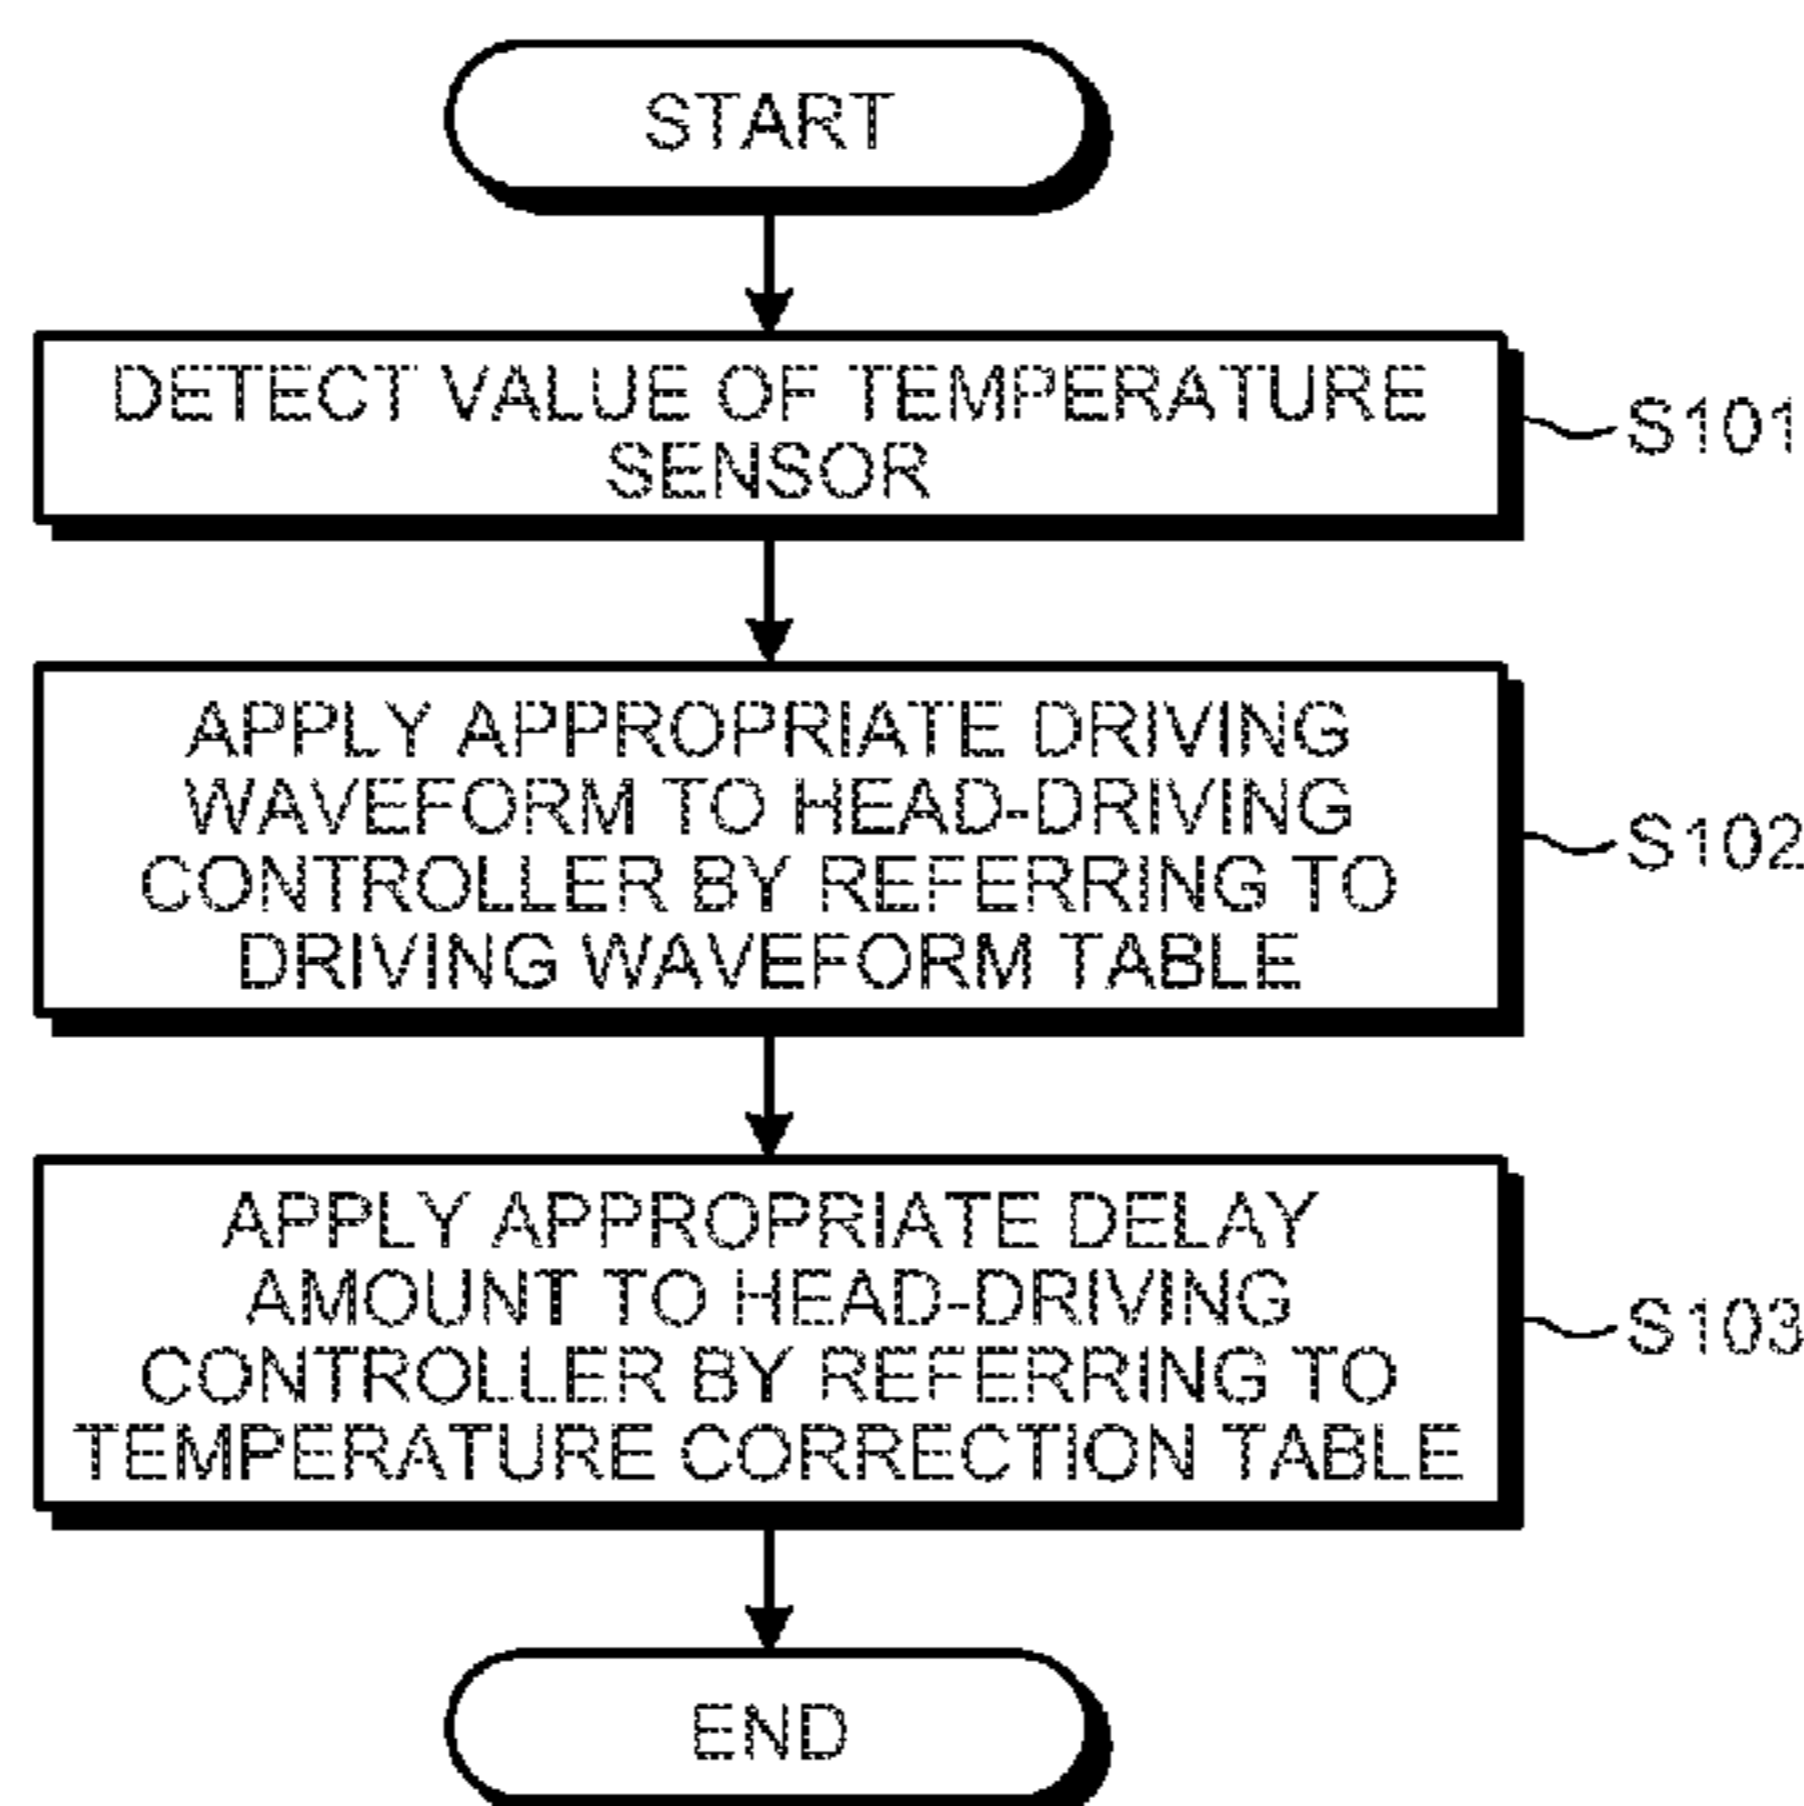 START
DETECT VALUE OF TEMPERATURE
SENSOR
S101
APPLY APPROPRIATE DRIVING
WAVEFORM TO HEAD-DRIVING
CONTROLLER BY REFERRING TO
DRIVING WAVEFORM TABLE
S102
APPLY APPROPRIATE DELAY
AMOUNT TO HEAD-DRIVING
CONTROLLER BY REFERRING TO
TEMPERATURE CORRECTION TABLE
S103
END